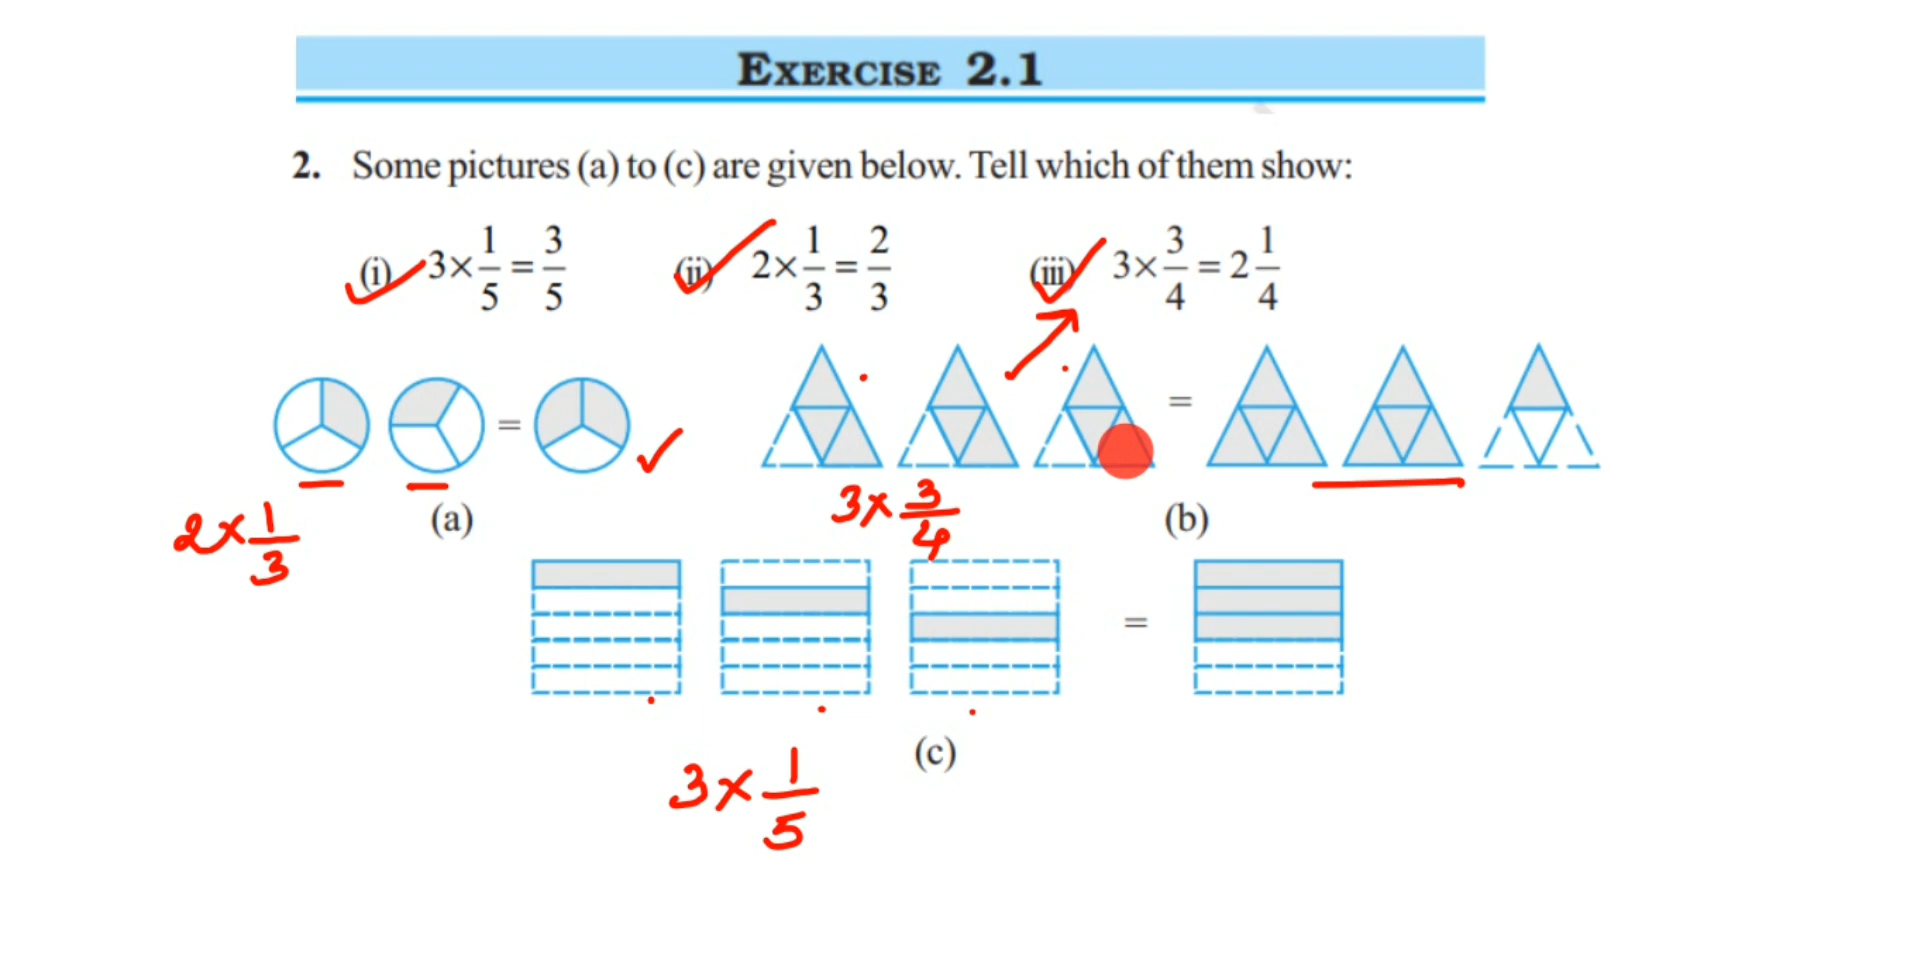 EXERCISE 2.1
2. Some pictures (a) to (c) are given below. Tell which of them show:
(i) 3 × 1/5 = 3/5 (ii) 2 × 1/3 = 2/3 (iii) 3 × 3/4 = 2 1/4
= =
2 × 1/3 (a) 3 × 3/4 (b)
=
(c)
3 × 1/5